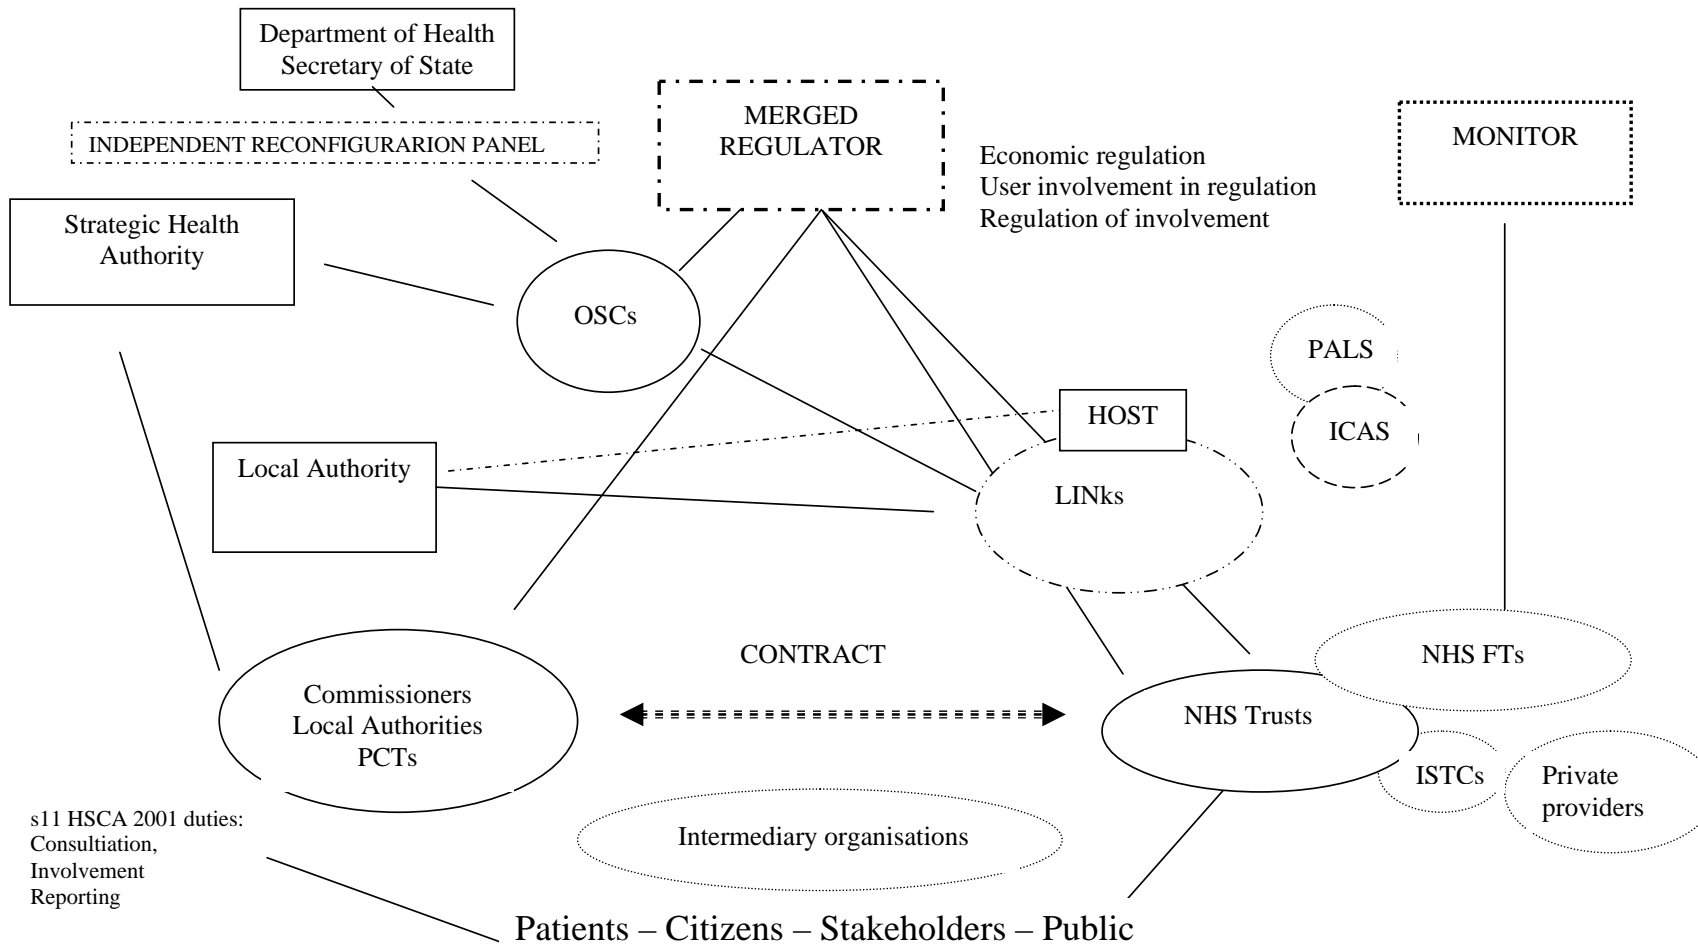 Department of Health
Secretary of State
INDEPENDENT RECONFIGURARION PANEL
MERGED
REGULATOR
Economic regulation
User involvement in regulation
Regulation of involvement
MONITOR
Strategic Health
Authority
OSCs
PALS
ICAS
HOST
LINks
Local Authority
CONTRACT
NHS FTs
Commissioners
Local Authorities
PCTs
NHS Trusts
ISTCs
Private
providers
s11 HSCA 2001 duties:
Consultiation,
Involvement
Reporting
Intermediary organisations
Patients – Citizens – Stakeholders – Public